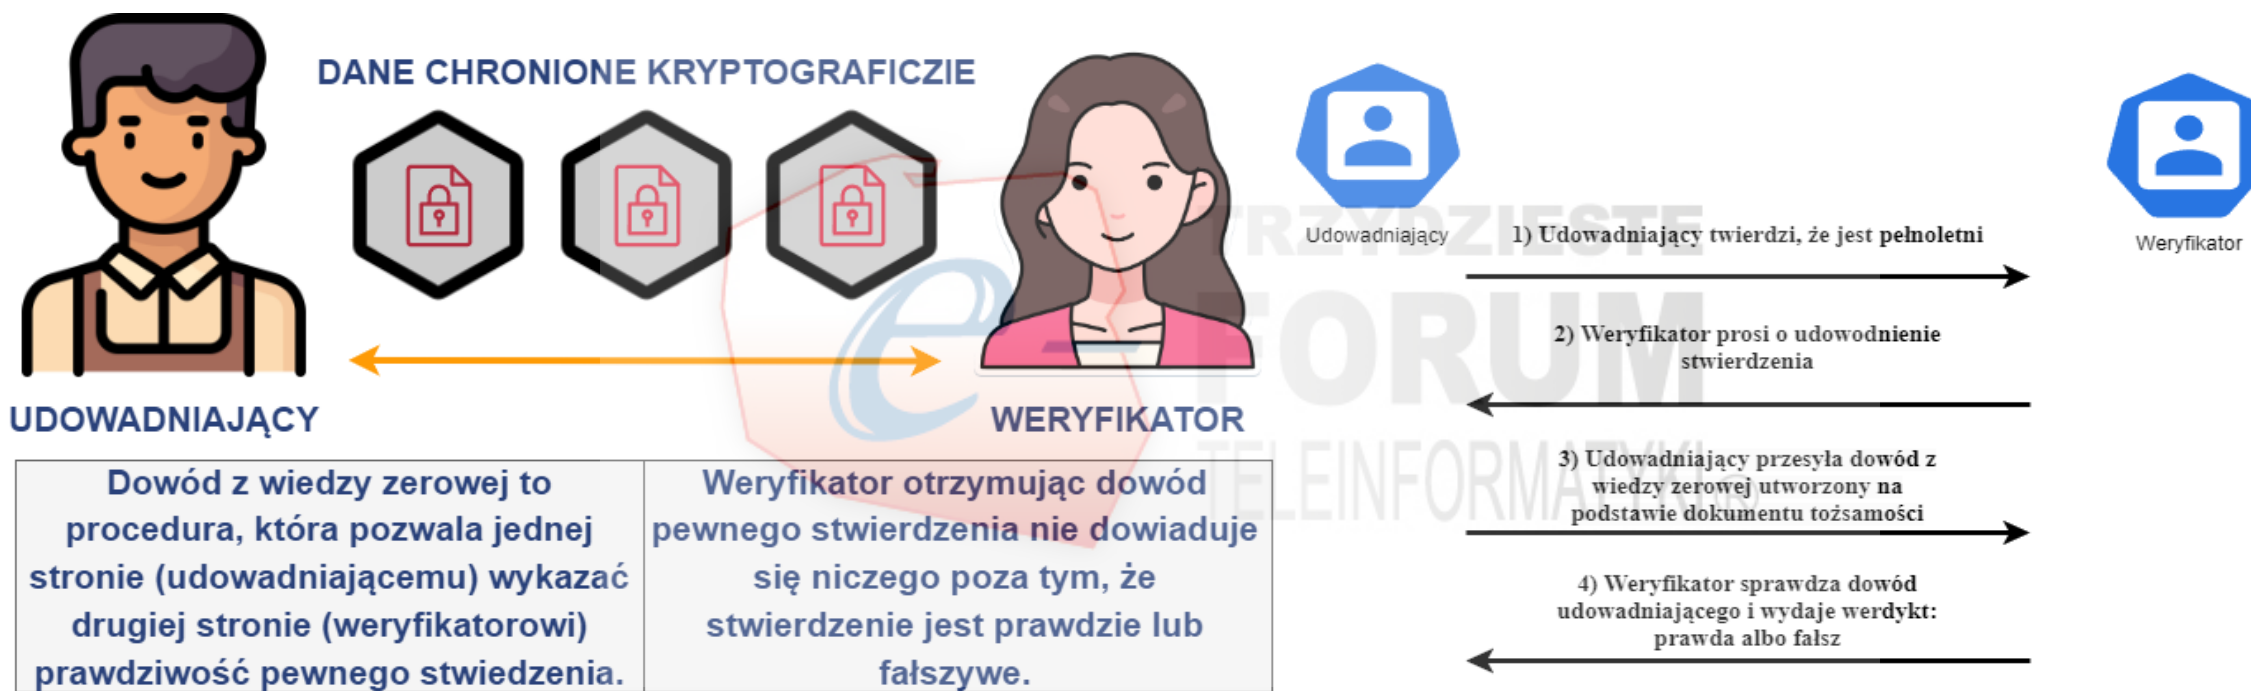 DANE CHRONIONE KRYPTOGRAFICZIE
UDOWADNIAJĄCY
WERYFIKATOR
Dowód z wiedzy zerowej to
procedura, która pozwala jednej
stronie (udowadniającemu) wykazać
drugiej stronie (weryfikatorowi)
prawdziwość pewnego stwiedzenia.
Weryfikator otrzymując dowód
pewnego stwierdzenia nie dowiaduje
się niczego poza tym, że
stwierdzenie jest prawdzie lub
fałszywe.
Udowadniający
Weryfikator
1) Udowadniający twierdzi, że jest pełnoletni
2) Weryfikator prosi o udowodnienie
stwierdzenia
3) Udowadniający przesyła dowód z
wiedzy zerowej utworzony na
podstawie dokumentu tożsamości
4) Weryfikator sprawdza dowód
udowadniającego i wydaje werdykt:
prawda albo fałsz
TRZYDZIESTE
e-FORUM
TELEINFORMATYKI ®